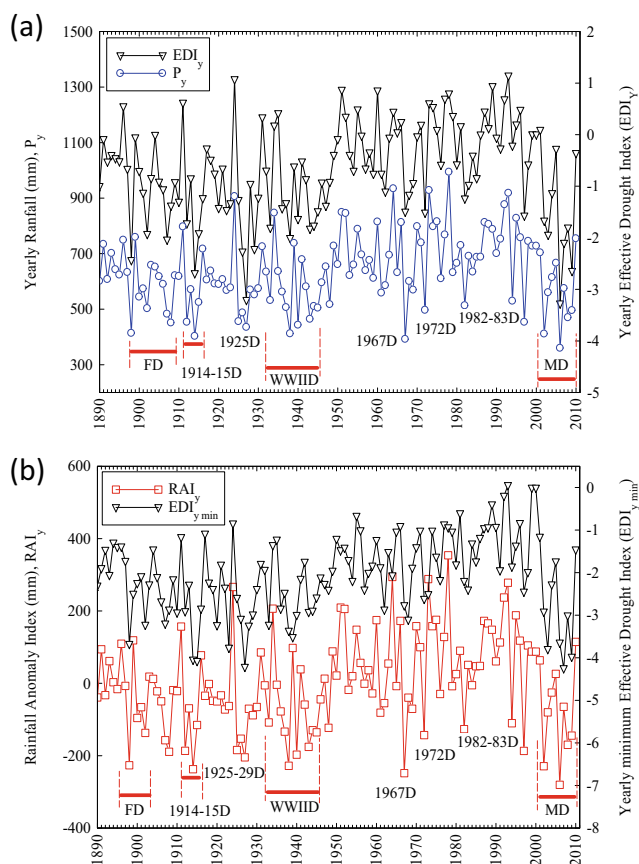 (a)
EDIy
Py
Yearly Ranfall (mm), Py
1500
1300
1100
900
700
500
300
2
1
0
-1
-2
-3
-4
-5
Yearly Effective Drought Index (EDIY)
FD
1914-15D
1925D
WWIID
1967D
1972D
1982-83D
MD
1890
1900
1910
1920
1930
1940
1950
1960
1970
1980
1990
2000
2010
(b)
RAIy
EDIy min
Rainfall Anomaly Index (mm), RAIy
600
400
200
0
-200
-400
0
-1
-2
-3
-4
-5
-6
-7
-8
Yearly minimum Effective Drought Index (EDIy min)
FD
1914-15D
1925-29D
WWIID
1967D
1972D
1982-83D
MD
1890
1900
1910
1920
1930
1940
1950
1960
1970
1980
1990
2000
2010